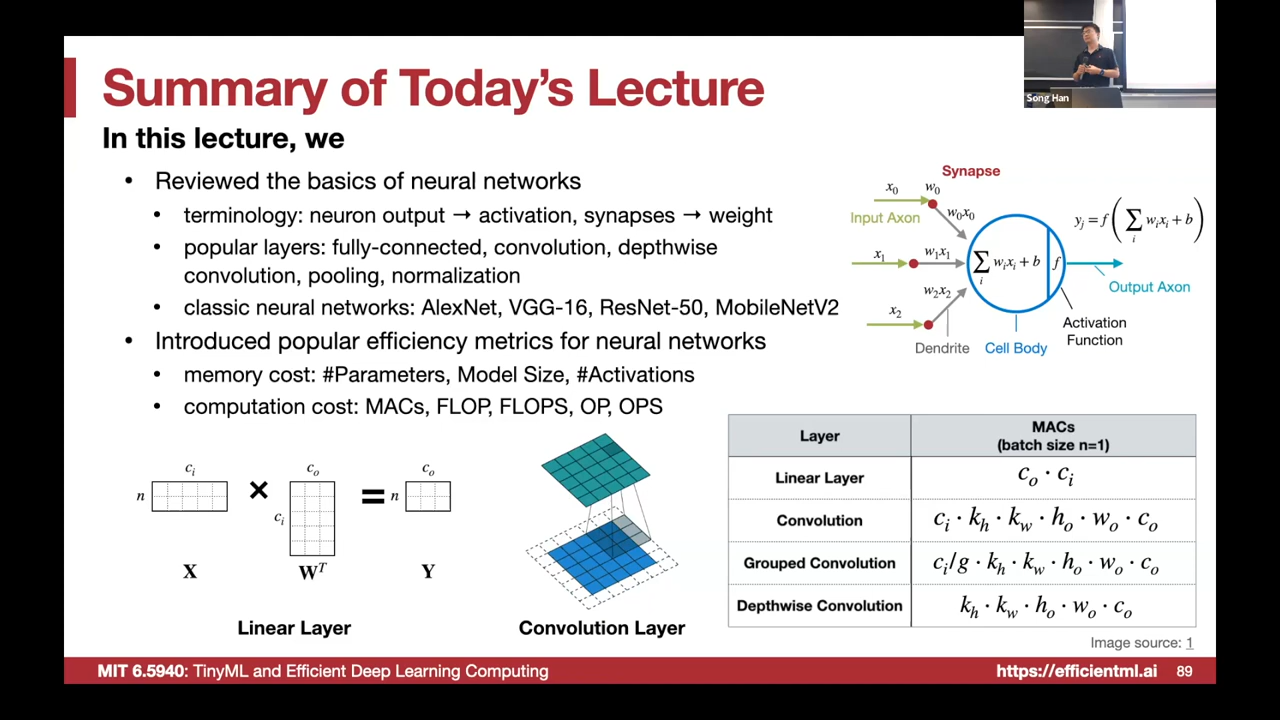 Summary of Today's Lecture
In this lecture, we
• Reviewed the basics of neural networks
• terminology: neuron output → activation, synapses → weight
• popular layers: fully-connected, convolution, depthwise
convolution, pooling, normalization
• classic neural networks: AlexNet, VGG-16, ResNet-50, MobileNetV2
• Introduced popular efficiency metrics for neural networks
• memory cost: #Parameters, Model Size, #Activations
• computation cost: MACs, FLOP, FLOPS, OP, OPS
Song Han
Synapse
x₀ w₀
Input Axon
w₀x₀
x₁ w₁x₁
x₂ w₂x₂
∑ᵢ wᵢxᵢ + b f
yⱼ = f(∑ᵢ wᵢxᵢ + b)
Output Axon
Activation
Function
Dendrite Cell Body
cᵢ cₒ cₒ
n × cᵢ = n
X Wᵀ Y
Linear Layer
Convolution Layer
Layer MACs
(batch size n=1)
Linear Layer cₒ · cᵢ
Convolution cᵢ · kₕ · k_w · hₒ · wₒ · cₒ
Grouped Convolution cᵢ/g · kₕ · k_w · hₒ · wₒ · cₒ
Depthwise Convolution kₕ · k_w · hₒ · wₒ · cₒ
Image source: 1
MIT 6.5940: TinyML and Efficient Deep Learning Computing
https://efficientml.ai 89